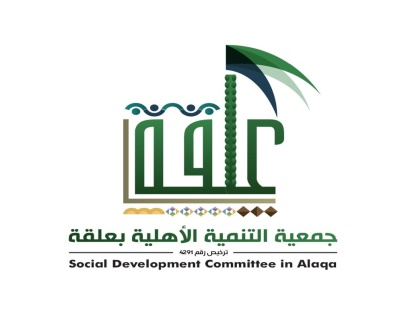 علقة
جمعية التنمية الأهلية بعلقة
ترخيص رقم 4291
Social Development Committee in Alaqa